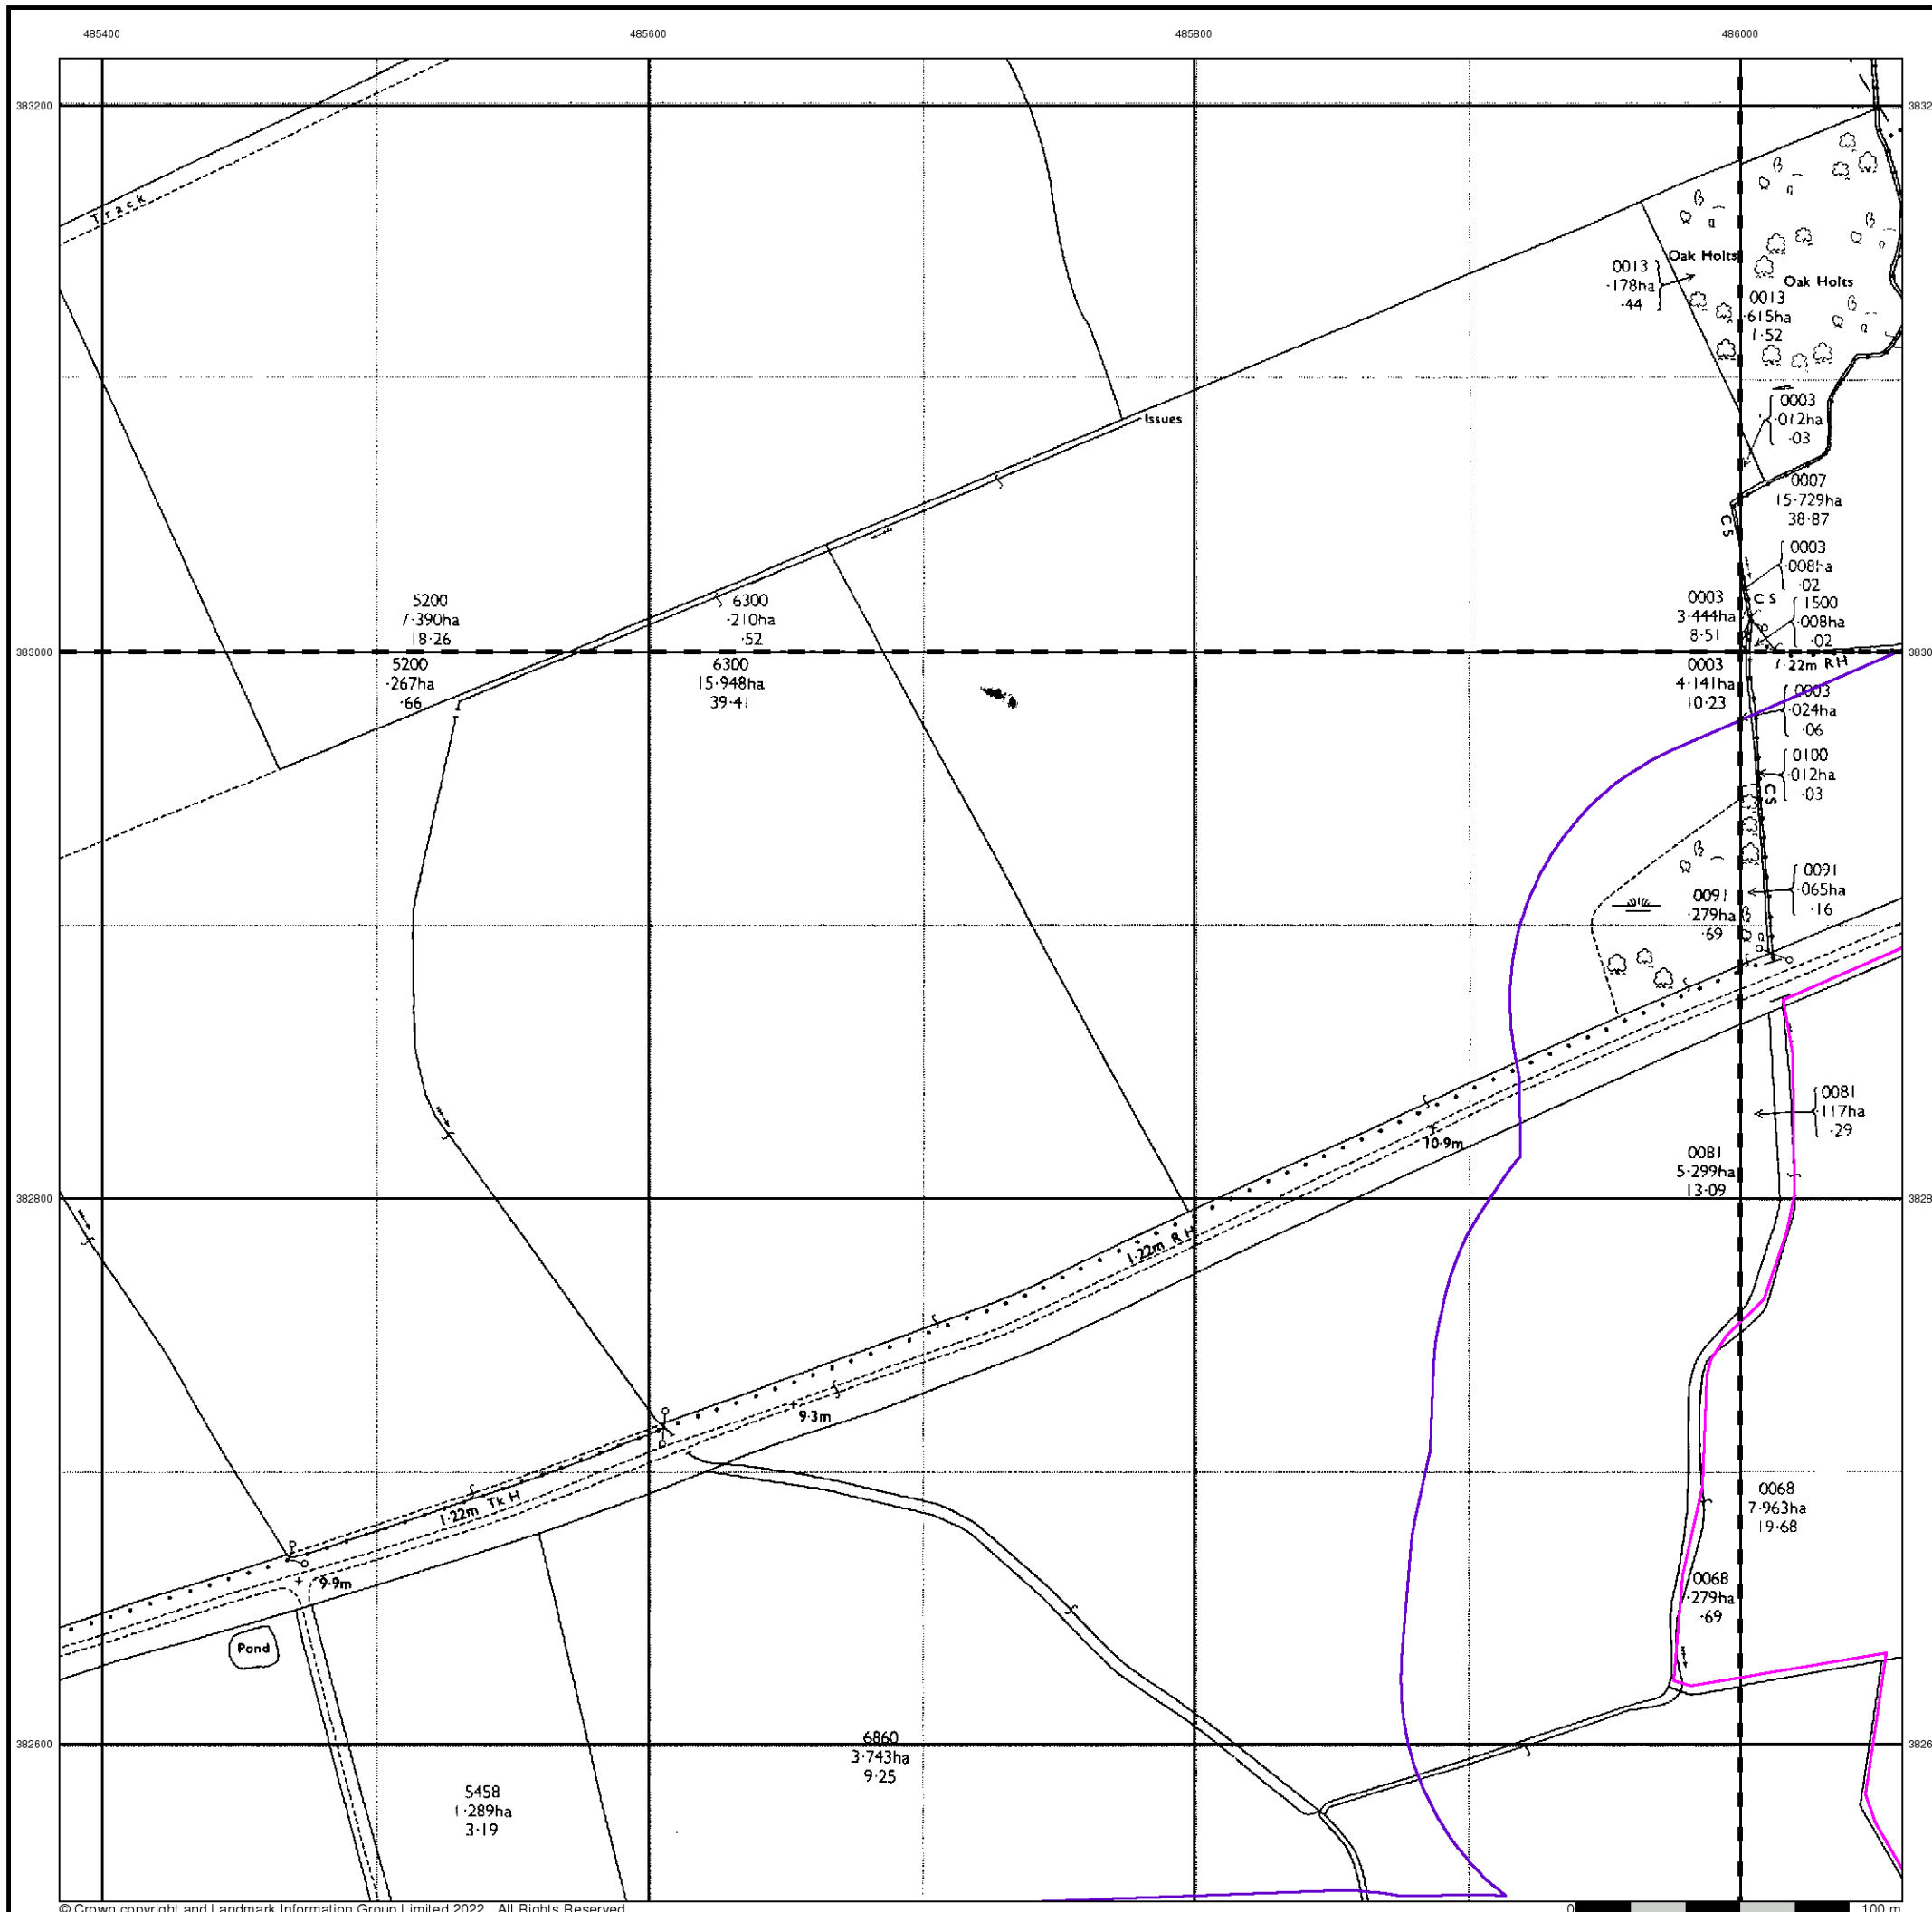 485400
485600
485800
486000
383200
3832
Track
Oak Holts
0013
·178ha
·44
Oak Holts
0013
·615ha
1·52
Issues
0003
·012ha
·03
0007
15·729ha
38·87
CS
0003
·008ha
·02
CS
5200
7·390ha
18·26
6300
·210ha
·52
0003
3·444ha
8·51
1500
·008ha
·02
383000
3830
5200
·267ha
·66
6300
15·948ha
39·41
0003
4·141ha
10·23
1·22m RH
0003
·024ha
·06
0100
·012ha
·03
CS
0091
·279ha
·69
0091
·065ha
·16
10·9m
0081
·117ha
·29
0081
5·299ha
13·09
382800
3828
1·22m RH
9·3m
1·22m Tk H
0068
7·963ha
19·68
9·9m
0068
·279ha
·69
Pond
382600
3826
6860
3·743ha
9·25
5458
1·289ha
3·19
© Crown copyright and Landmark Information Group Limited 2022. All Rights Reserved.
0
100 m